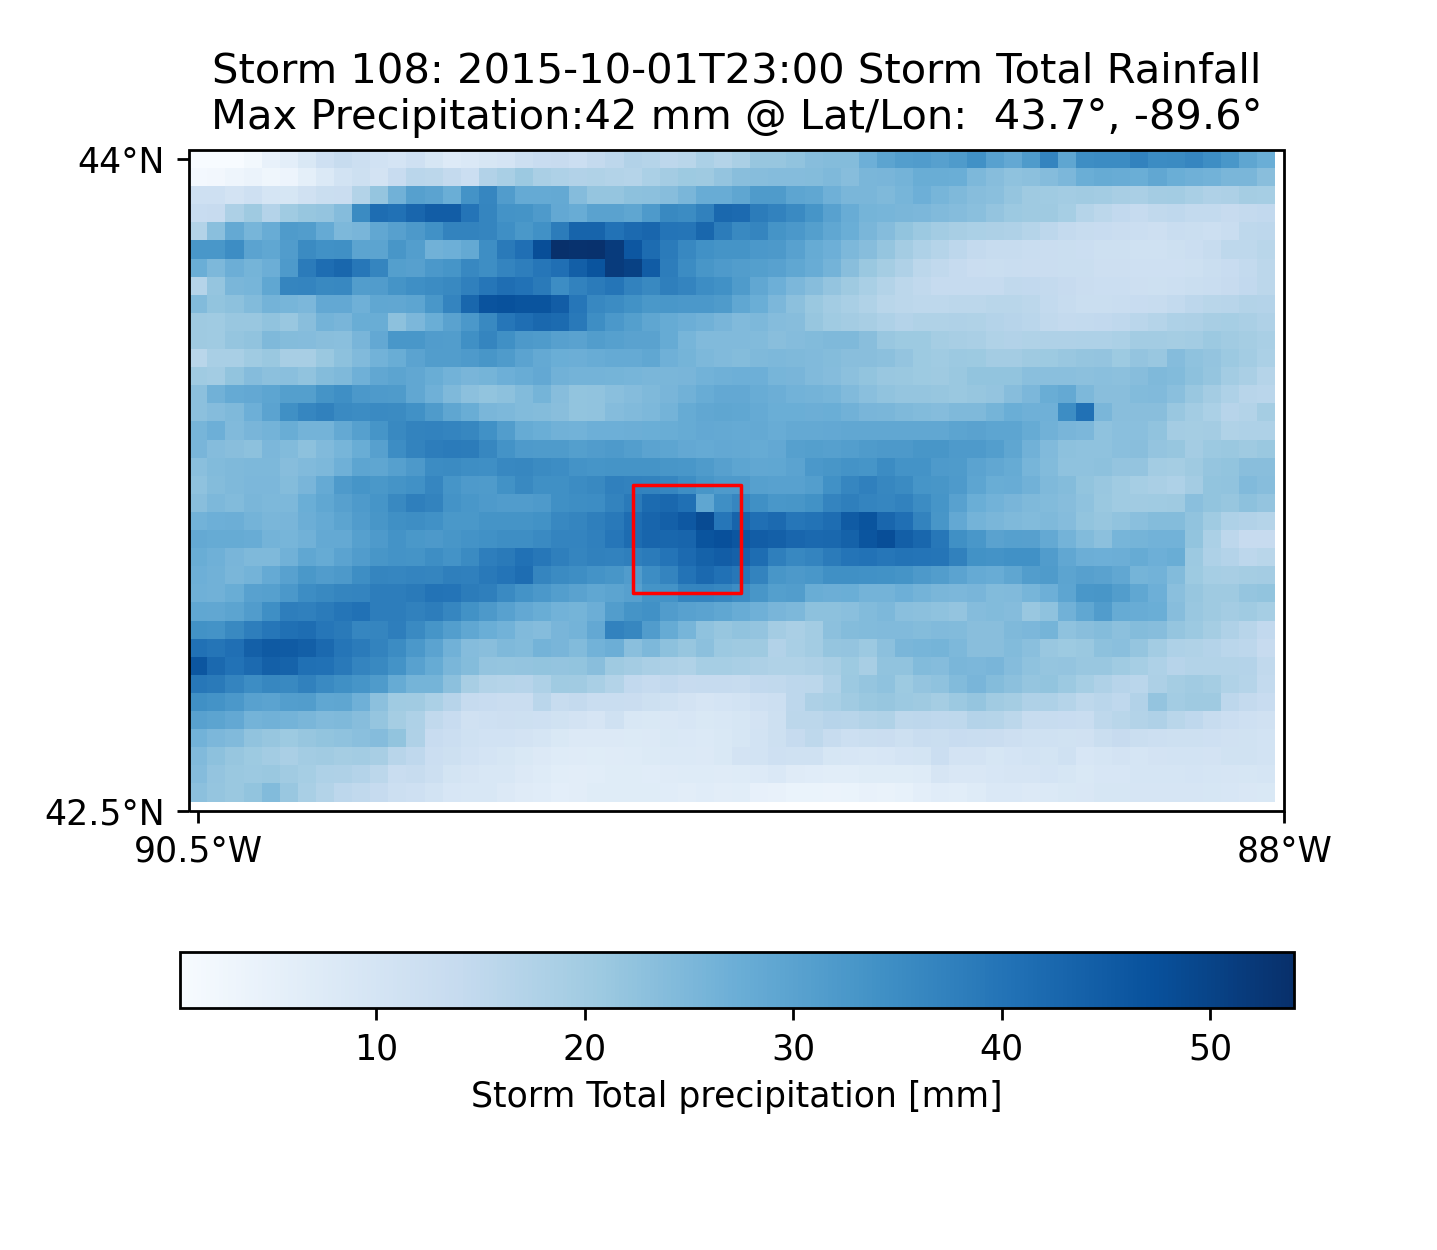 Storm 108: 2015-10-01T23:00 Storm Total Rainfall
Max Precipitation:42 mm @ Lat/Lon:  43.7°, -89.6°
44°N
42.5°N
90.5°W 88°W
10 20 30 40 50
Storm Total precipitation [mm]